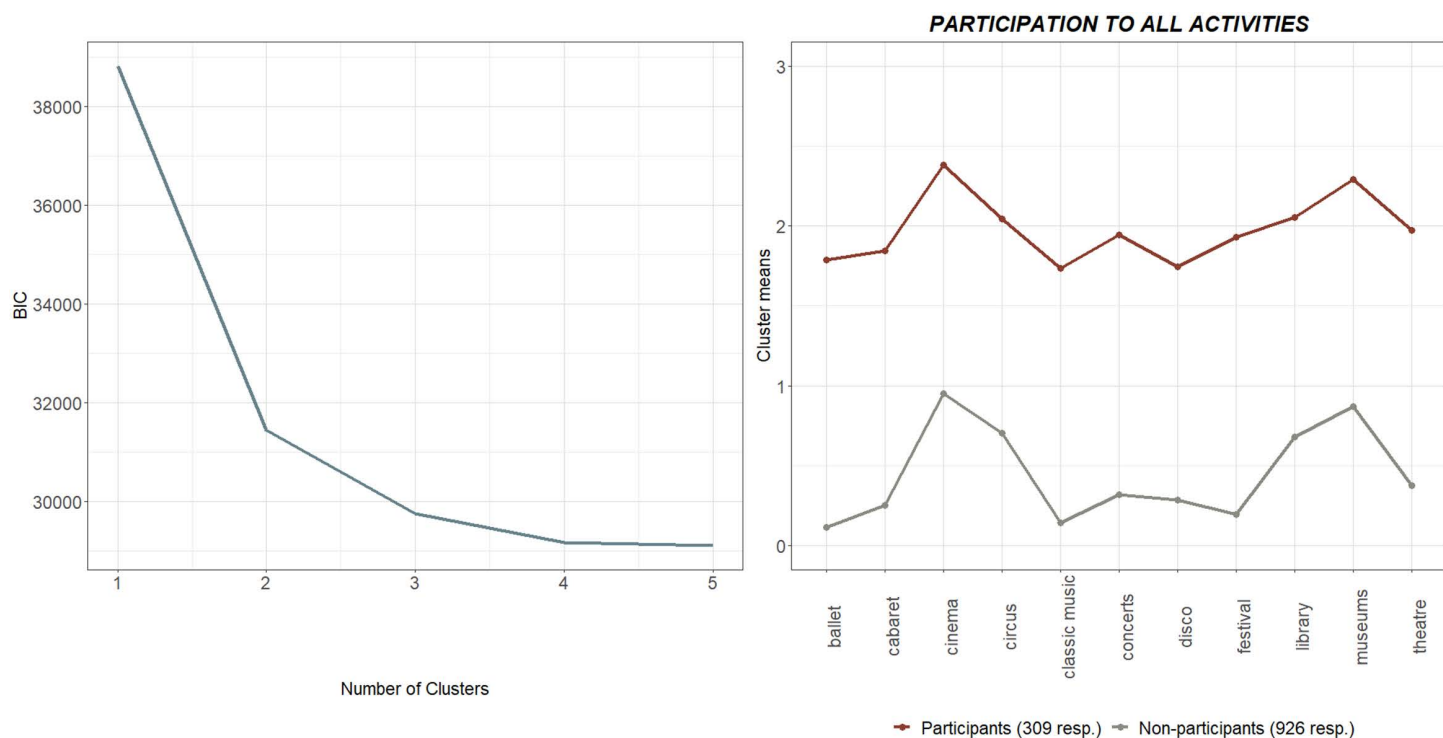 PARTICIPATION TO ALL ACTIVITIES
BIC
38000
36000
34000
32000
30000
1 2 3 4 5
Number of Clusters
Cluster means
3
2
1
0
ballet
cabaret
cinema
circus
classic music
concerts
disco
festival
library
museums
theatre
Participants (309 resp.) Non-participants (926 resp.)